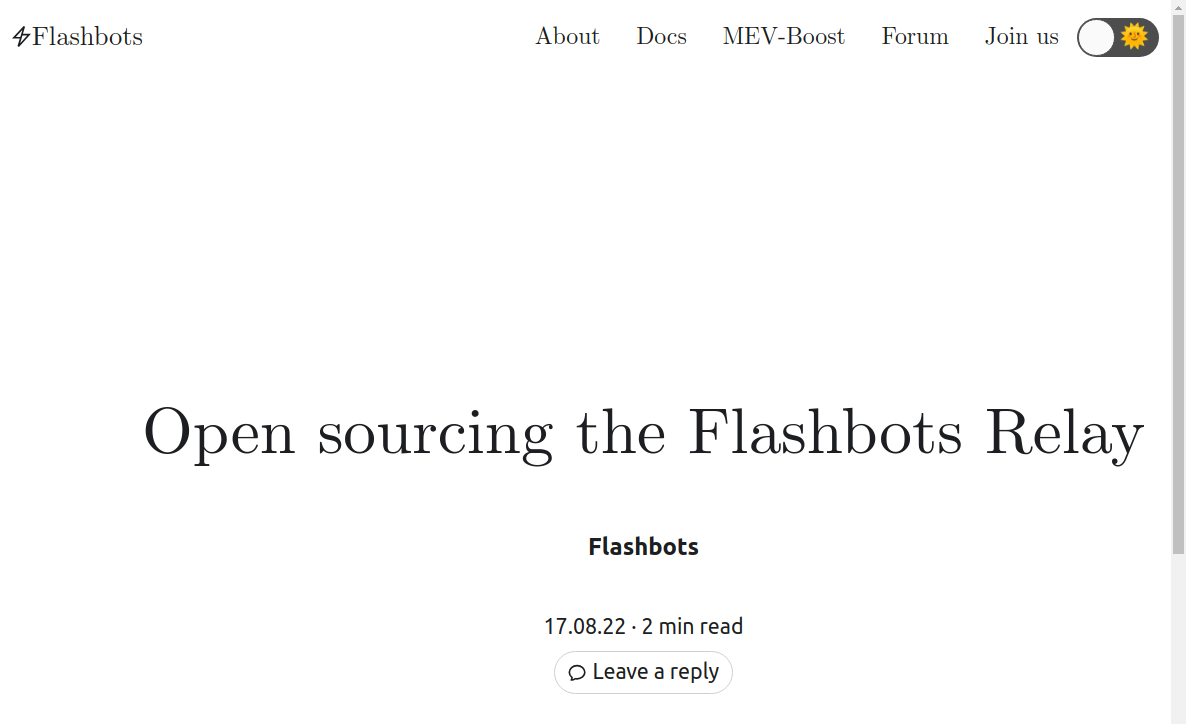 Flashbots
About Docs MEV-Boost Forum Join us
Open sourcing the Flashbots Relay
Flashbots
17.08.22 · 2 min read
Leave a reply